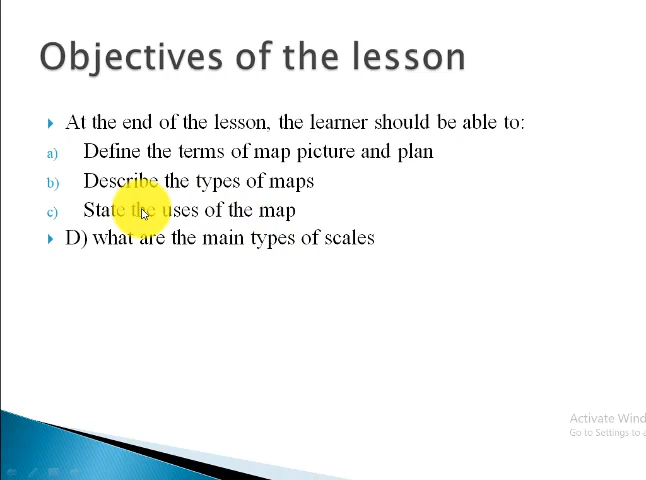 Objectives of the lesson
At the end of the lesson, the learner should be able to:
a) Define the terms of map picture and plan
b) Describe the types of maps
c) State the uses of the map
D) what are the main types of scales
Activate Wind
Go to Settings to a